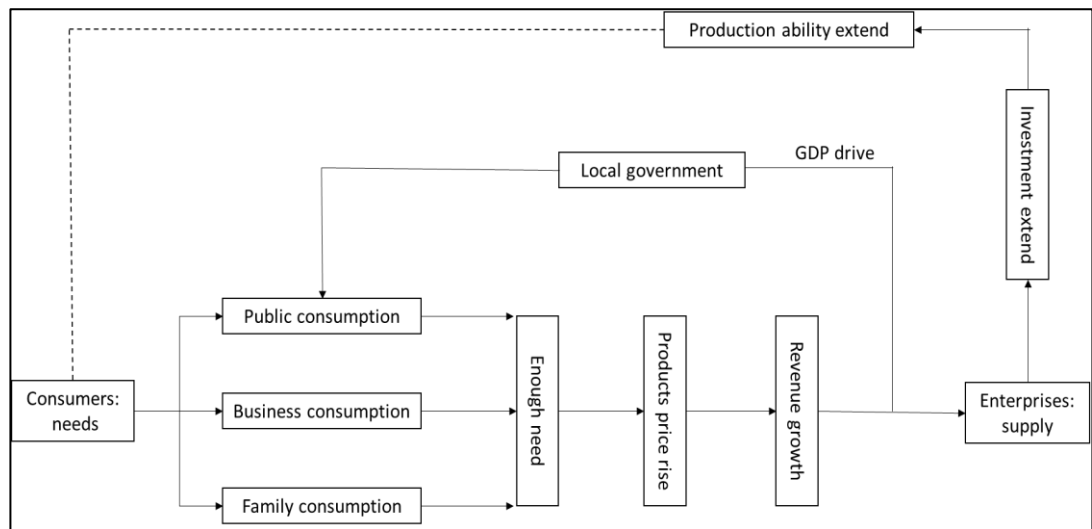 Production ability extend
Investment extend
GDP drive
Local government
Public consumption
Consumers:
needs
Business consumption
Family consumption
Enough need
Products price rise
Revenue growth
Enterprises:
supply